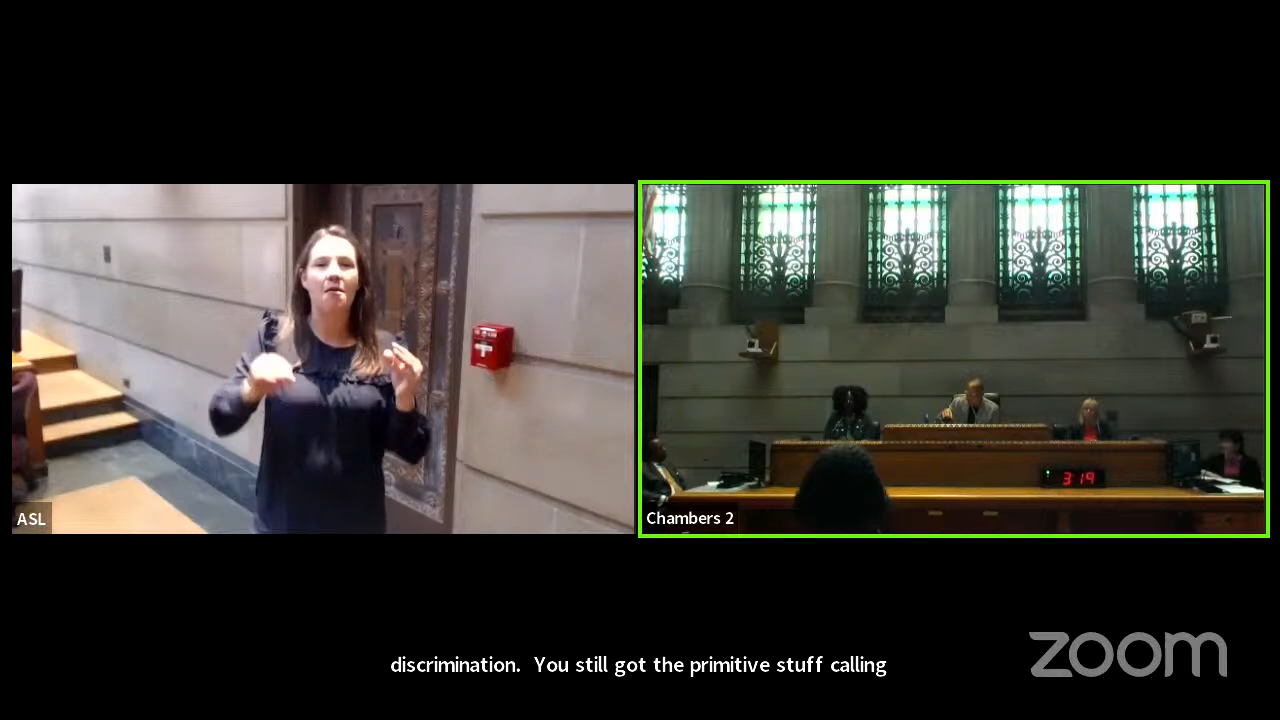 ASL
3 19
Chambers 2
discrimination.  You still got the primitive stuff calling
zoom